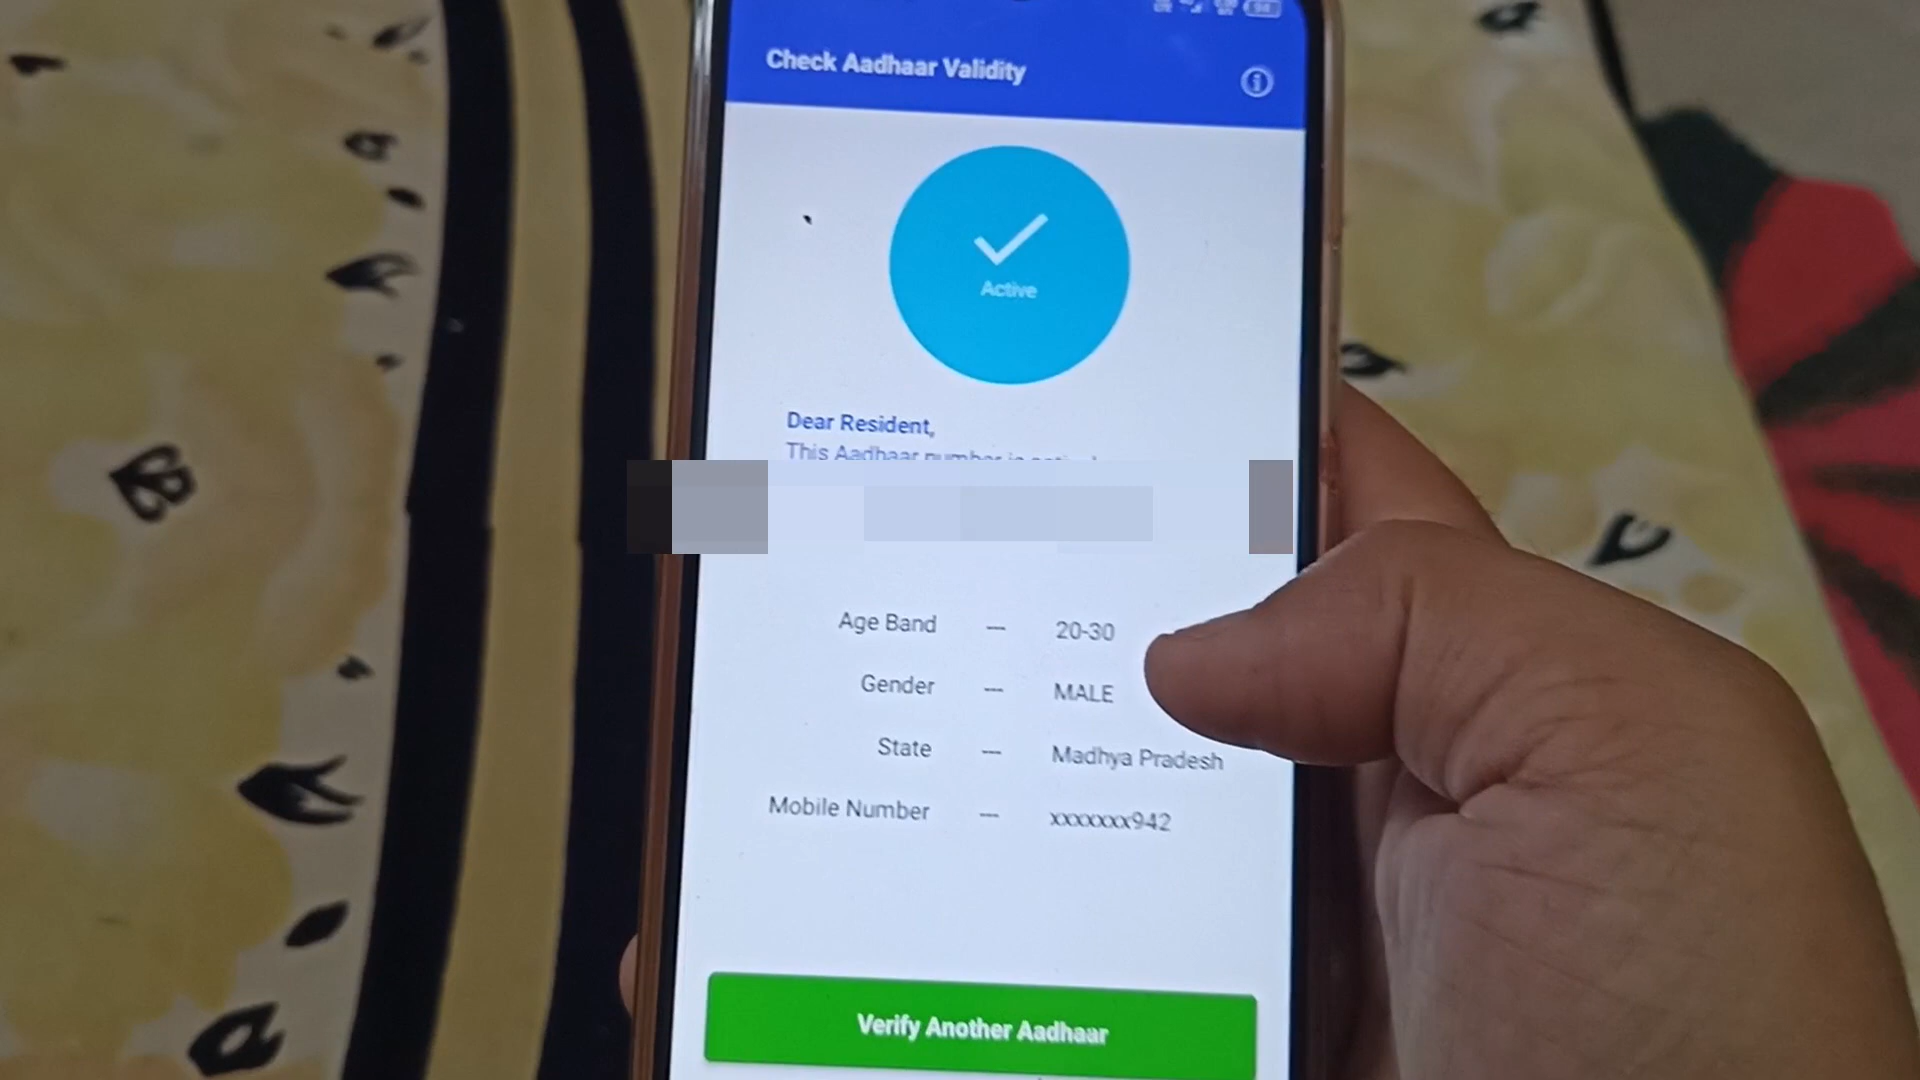 Check Aadhaar Validity
Active
Dear Resident,
This Aadhaar number is
Age Band --- 20-30
Gender --- MALE
State --- Madhya Pradesh
Mobile Number --- xxxxxxx942
Verify Another Aadhaar